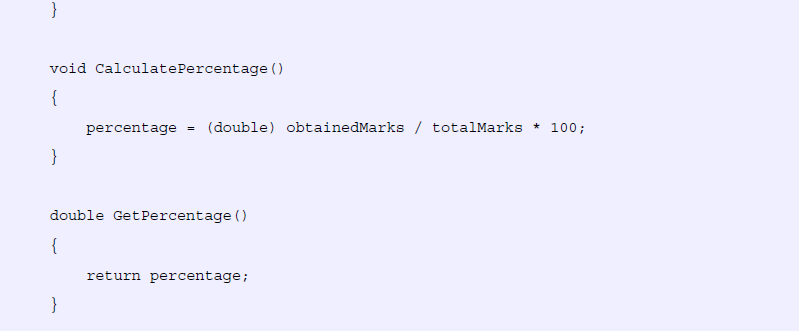 }
void CalculatePercentage()
{
percentage = (double) obtainedMarks / totalMarks * 100;
}
double GetPercentage()
{
return percentage;
}